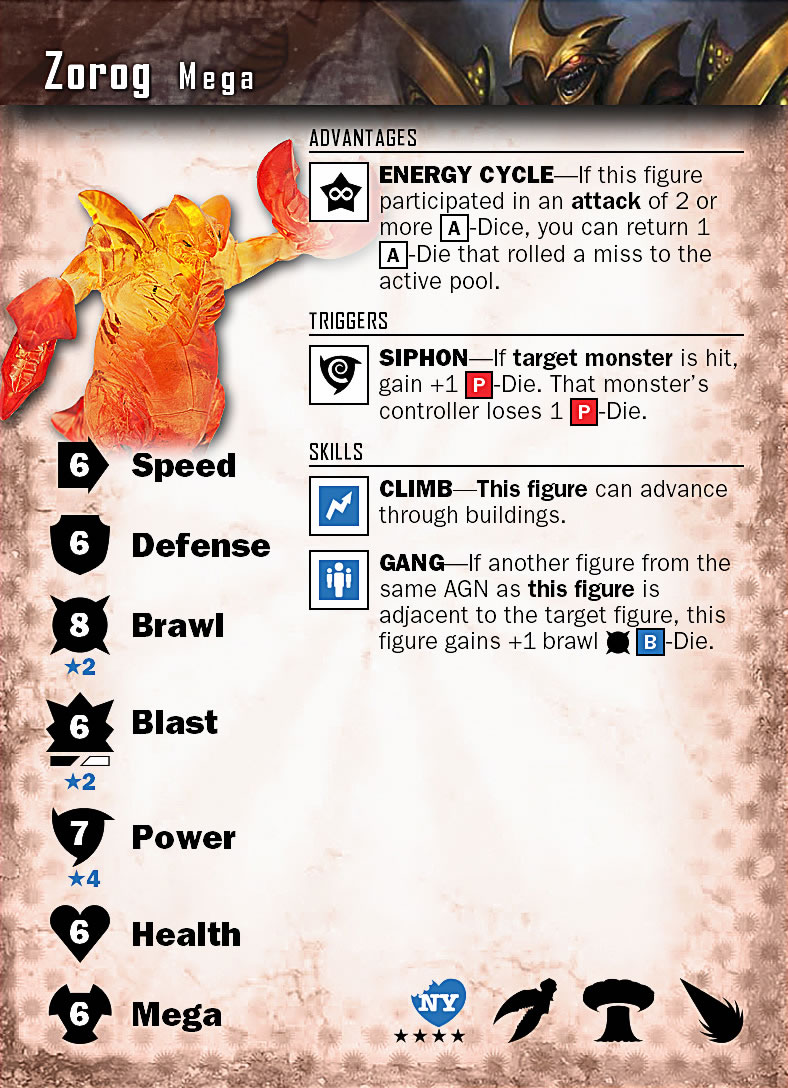 Zorog Mega
ADVANTAGES
ENERGY CYCLE—If this figure
participated in an attack of 2 or
more A-Dice, you can return 1
A-Die that rolled a miss to the
active pool.
TRIGGERS
SIPHON—If target monster is hit,
gain +1 P-Die. That monster's
controller loses 1 P-Die.
SKILLS
CLIMB—This figure can advance
through buildings.
GANG—If another figure from the
same AGN as this figure is
adjacent to the target figure, this
figure gains +1 brawl B-Die.
6 Speed
6 Defense
8 Brawl
★2
6 Blast
★2
7 Power
★4
6 Health
6 Mega
NY
★★★★